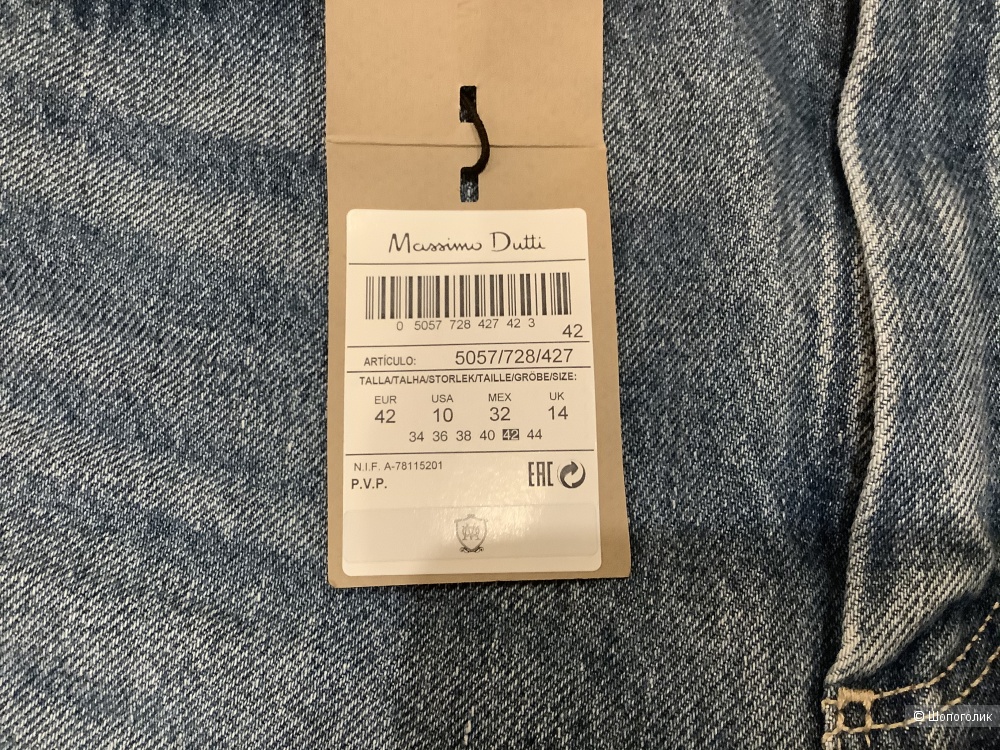 Massimo Dutti
0 5057 728 427 42 3
42
ARTÍCULO: 5057/728/427
TALLA/TALHA/STORLEK/TAILLE/GRÖBE/SIZE:
EUR USA MEX UK
42 10 32 14
34 36 38 40 42 44
N.I.F. A-78115201
P.V.P.
EAC
© Шопоголик